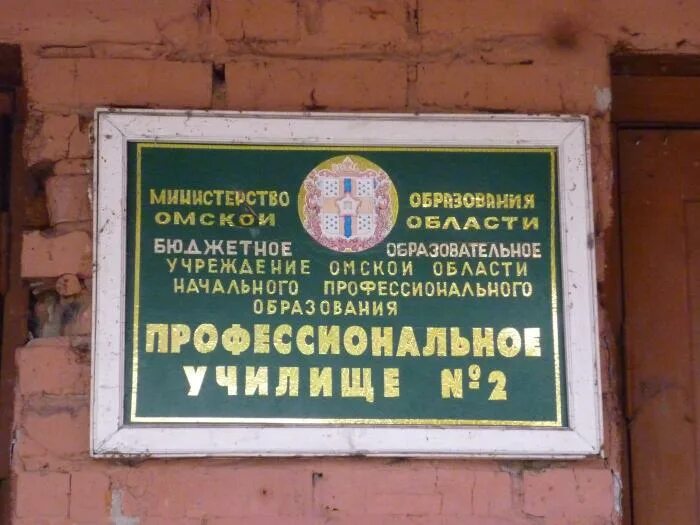 МИНИСТЕРСТВО ОБРАЗОВАНИЯ
ОМСКОЙ ОБЛАСТИ
БЮДЖЕТНОЕ ОБРАЗОВАТЕЛЬНОЕ
УЧРЕЖДЕНИЕ ОМСКОЙ ОБЛАСТИ
НАЧАЛЬНОГО ПРОФЕССИОНАЛЬНОГО
ОБРАЗОВАНИЯ
ПРОФЕССИОНАЛЬНОЕ
УЧИЛИЩЕ №2